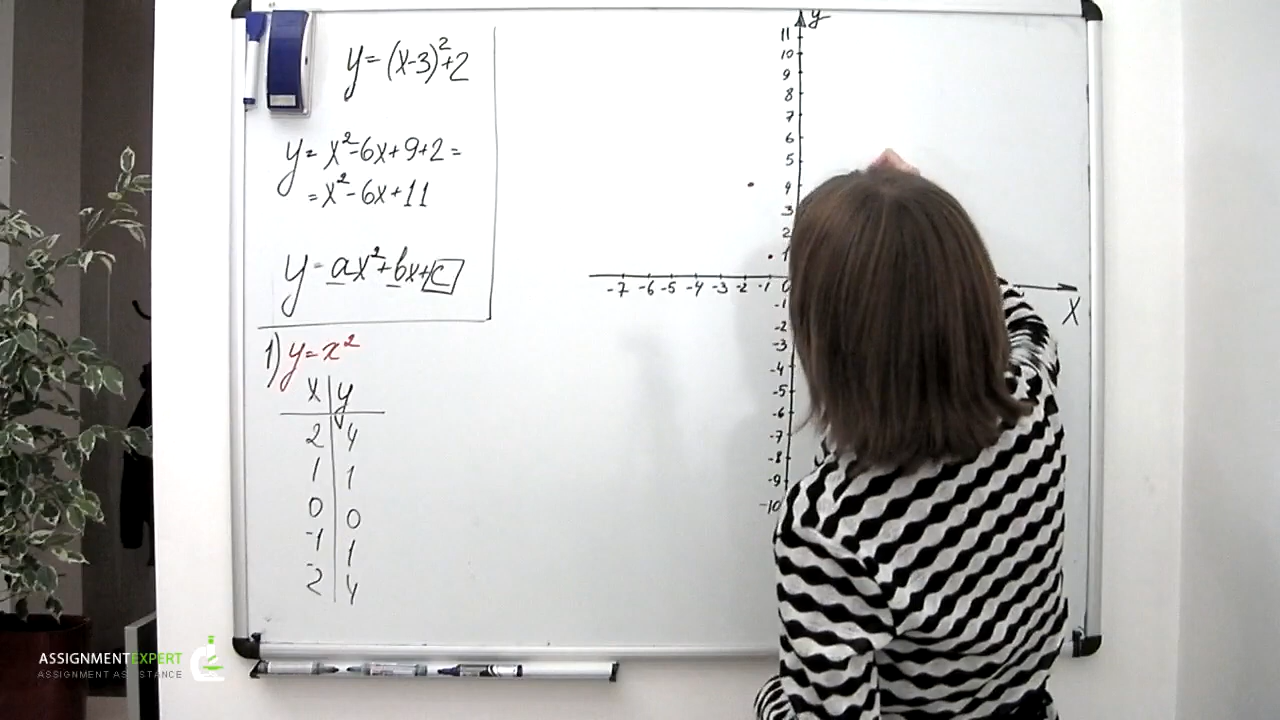 y = (x-3)²+2
y = x²-6x+9+2 =
= x²-6x+11
y = ax²+bx+c
1) y = x²
x y
2 4
1 1
0 0
-1 1
-2 4
y
11
10
9
8
7
6
5
4
3
2
1
-7 -6 -5 -4 -3 -2 -1 0
X
-1
-2
-3
-4
-5
-6
-7
-8
-9
-10
ASSIGNMENTEXPERT
ASSIGNMENT ASSISTANCE